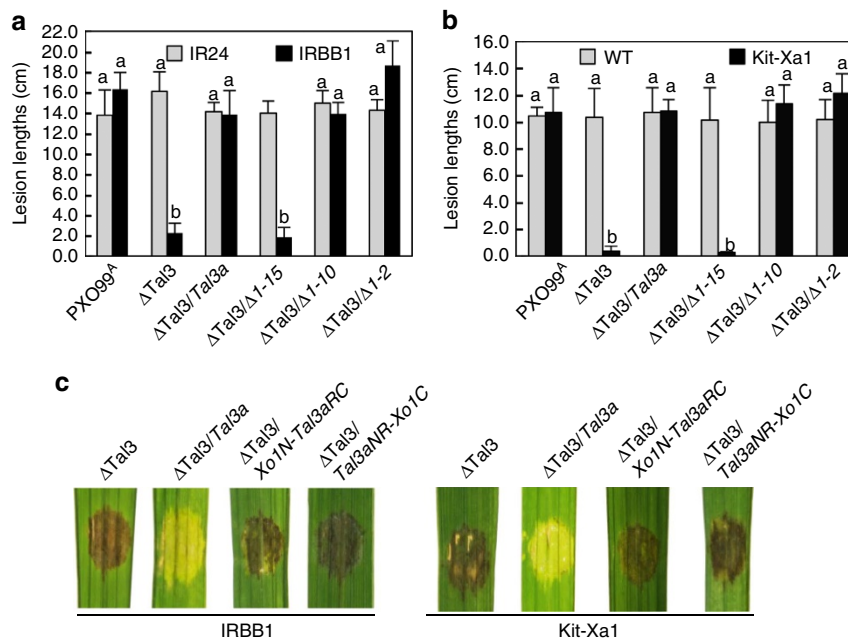 a
22.0
20.0
18.0
16.0
14.0
12.0
10.0
8.0
6.0
4.0
2.0
0.0
Lesion lengths (cm)
IR24
IRBB1
a a
a
b
a a
b
a a
a
a
PXO99A
ΔTal3
ΔTal3/Tal3a
ΔTal3/Δ1-15
ΔTal3/Δ1-10
ΔTal3/Δ1-2
b
16.0
14.0
12.0
10.0
8.0
6.0
4.0
2.0
0.0
Lesion lengths (cm)
WT
Kit-Xa1
a a
a
b
a a
a
b
a a
a
a
PXO99A
ΔTal3
ΔTal3/Tal3a
ΔTal3/Δ1-15
ΔTal3/Δ1-10
ΔTal3/Δ1-2
c
ΔTal3
ΔTal3/Tal3a
ΔTal3/
Xo1N-Tal3aRC
ΔTal3/
Tal3aNR-Xo1C
IRBB1
ΔTal3
ΔTal3/Tal3a
ΔTal3/
Xo1N-Tal3aRC
ΔTal3/
Tal3aNR-Xo1C
Kit-Xa1